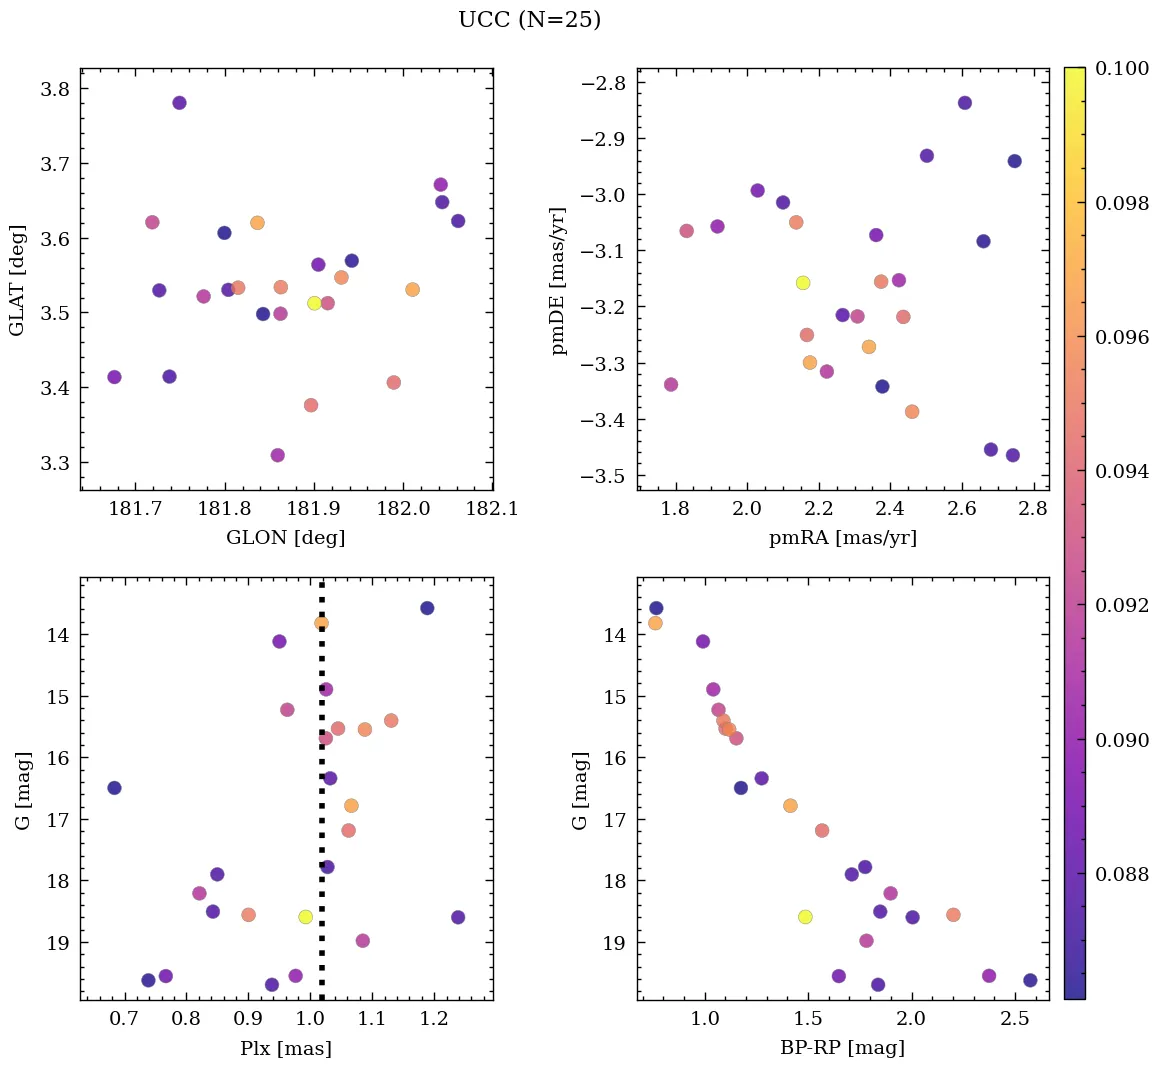 UCC (N=25)
3.8
3.7
3.6
3.5
3.4
3.3
GLAT [deg]
181.7 181.8 181.9 182.0 182.1
GLON [deg]
−2.8
−2.9
−3.0
−3.1
−3.2
−3.3
−3.4
−3.5
pmDE [mas/yr]
1.8 2.0 2.2 2.4 2.6 2.8
pmRA [mas/yr]
14
15
16
17
18
19
G [mag]
0.7 0.8 0.9 1.0 1.1 1.2
Plx [mas]
14
15
16
17
18
19
G [mag]
1.0 1.5 2.0 2.5
BP-RP [mag]
0.100
0.098
0.096
0.094
0.092
0.090
0.088